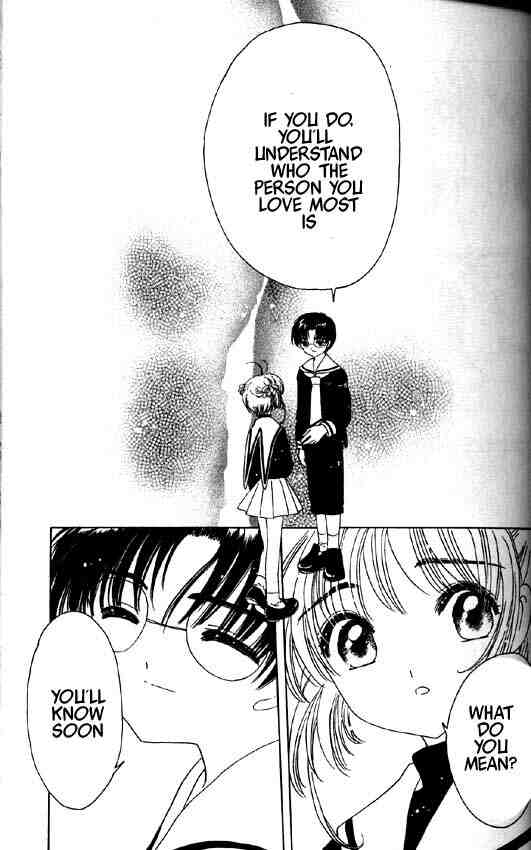 IF YOU DO,
YOU'LL
UNDERSTAND
WHO THE
PERSON YOU
LOVE MOST
IS
WHAT
DO
YOU
MEAN?
YOU'LL
KNOW
SOON